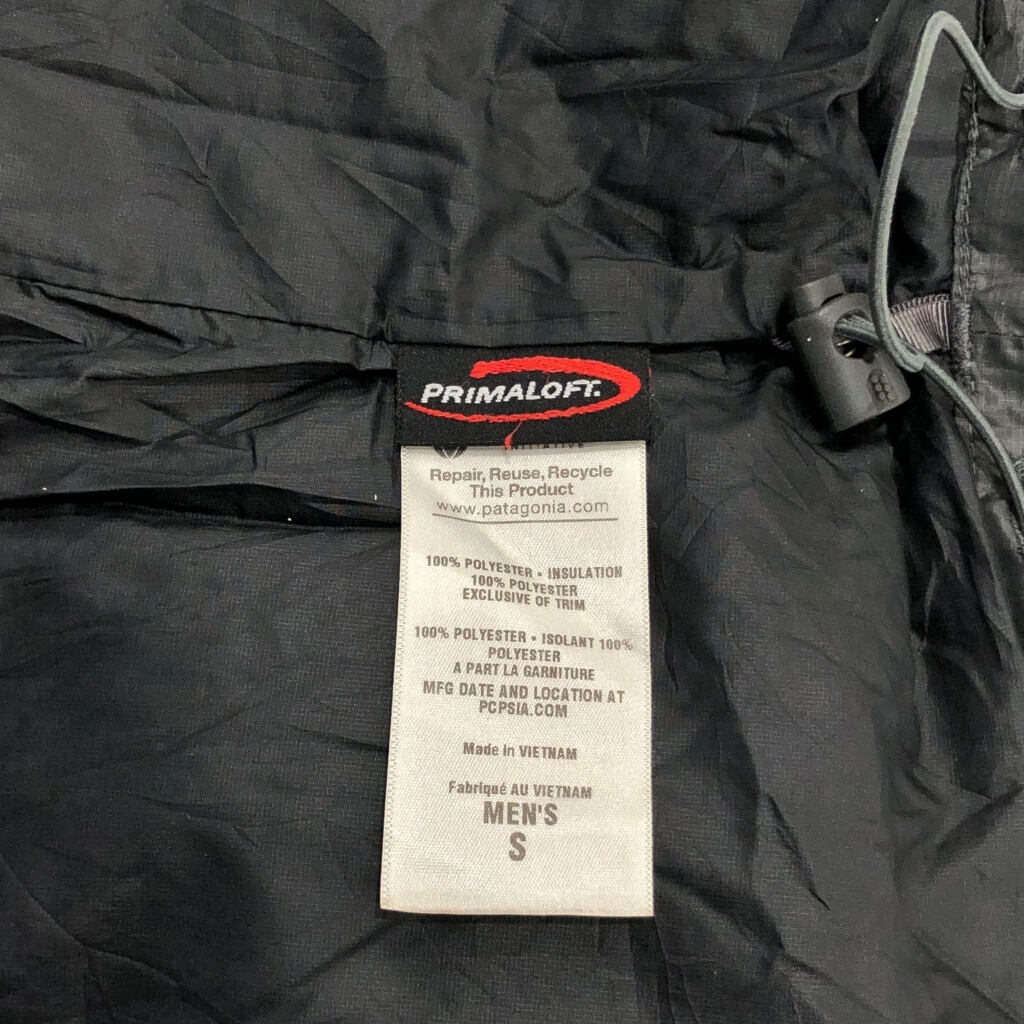 PRIMALOFT.
INITIATIVE
Repair, Reuse, Recycle
This Product
www.patagonia.com
100% POLYESTER • INSULATION
100% POLYESTER
EXCLUSIVE OF TRIM
100% POLYESTER • ISOLANT 100%
POLYESTER
A PART LA GARNITURE
MFG DATE AND LOCATION AT
PCPSIA.COM
Made in VIETNAM
Fabriqué AU VIETNAM
MEN'S
S